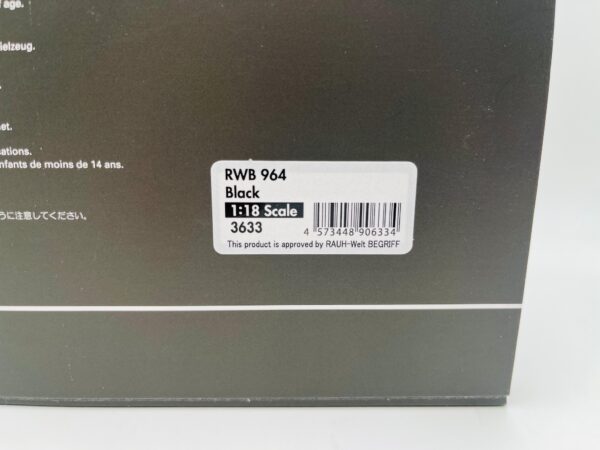 f age.
ielzeug.
et.
sations.
nfants de moins de 14 ans.
うに注意してください。
RWB 964
Black
1:18 Scale
3633
4 573448 906334
This product is approved by RAUH-Welt BEGRIFF